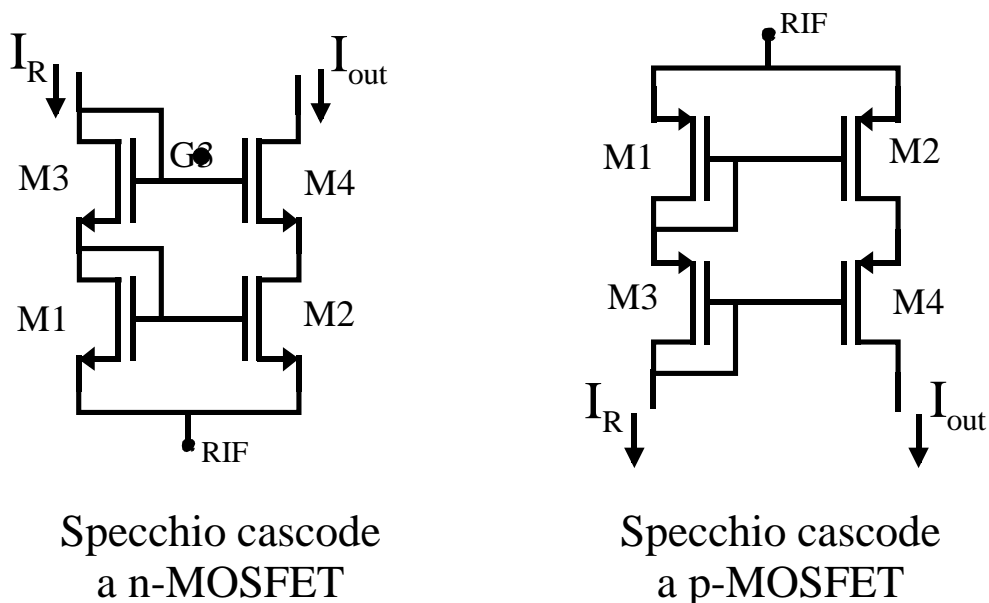 I_R I_out
G3
M3 M4
M1 M2
RIF
Specchio cascode
a n-MOSFET
RIF
M1 M2
M3 M4
I_R I_out
Specchio cascode
a p-MOSFET